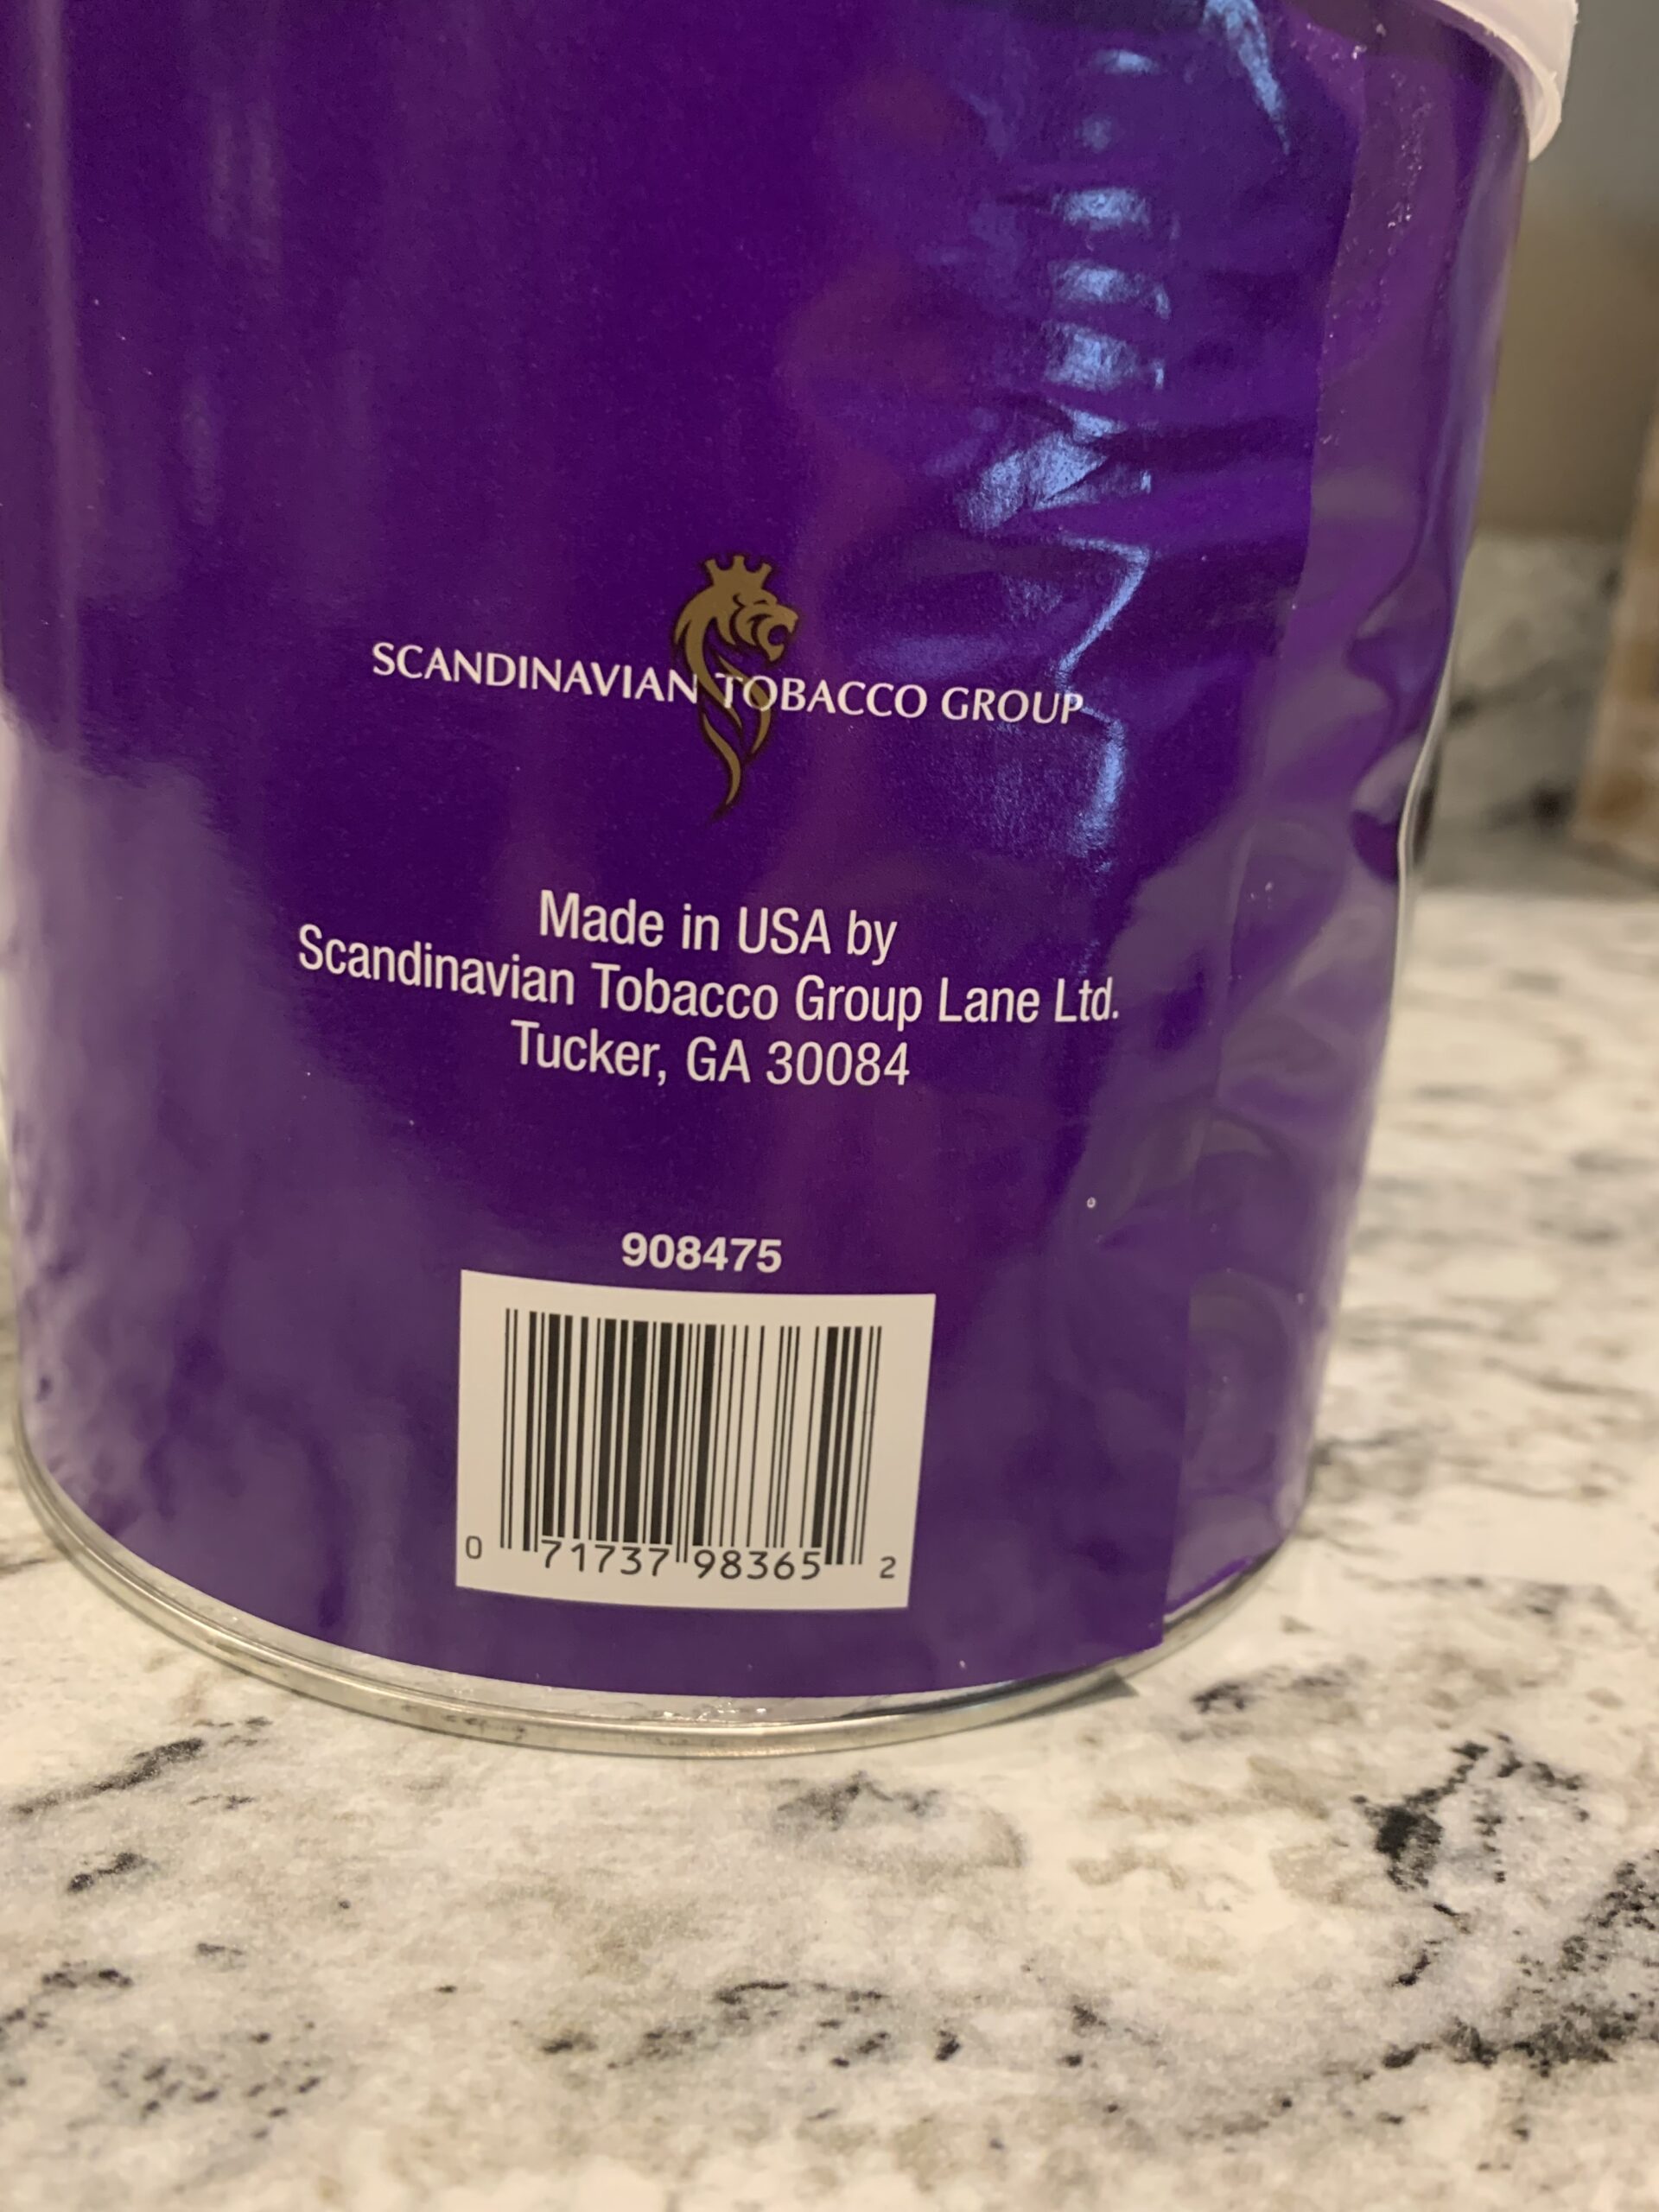 SCANDINAVIAN TOBACCO GROUP
Made in USA by
Scandinavian Tobacco Group Lane Ltd.
Tucker, GA 30084
908475
0 71737 98365 2